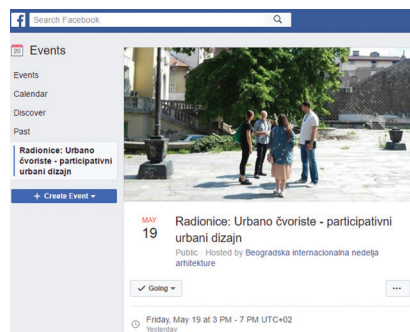 f Search Facebook
20 Events
Events
Calendar
Discover
Past
Radionice: Urbano
čvoriste - participativni
urbani dizajn
+ Create Event
MAY
19
Radionice: Urbano čvoriste - participativni
urbani dizajn
Public · Hosted by Beogradska internacionalna nedelja
arhitekture
✓ Going
...
Friday, May 19 at 3 PM - 7 PM UTC+02
Yesterday